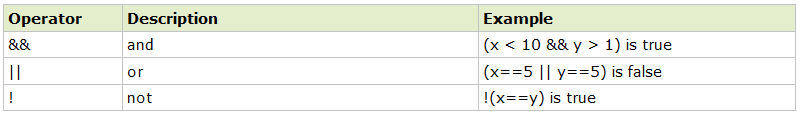 Operator Description Example
&& and (x < 10 && y > 1) is true
|| or (x==5 || y==5) is false
! not !(x==y) is true